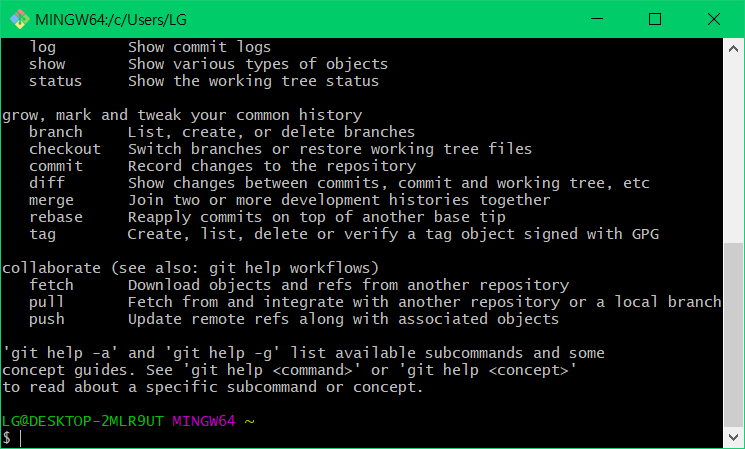 MINGW64:/c/Users/LG
log Show commit logs
show Show various types of objects
status Show the working tree status
grow, mark and tweak your common history
branch List, create, or delete branches
checkout Switch branches or restore working tree files
commit Record changes to the repository
diff Show changes between commits, commit and working tree, etc
merge Join two or more development histories together
rebase Reapply commits on top of another base tip
tag Create, list, delete or verify a tag object signed with GPG
collaborate (see also: git help workflows)
fetch Download objects and refs from another repository
pull Fetch from and integrate with another repository or a local branch
push Update remote refs along with associated objects
'git help -a' and 'git help -g' list available subcommands and some
concept guides. See 'git help <command>' or 'git help <concept>'
to read about a specific subcommand or concept.
LG@DESKTOP-2MLR9UT MINGW64 ~
$